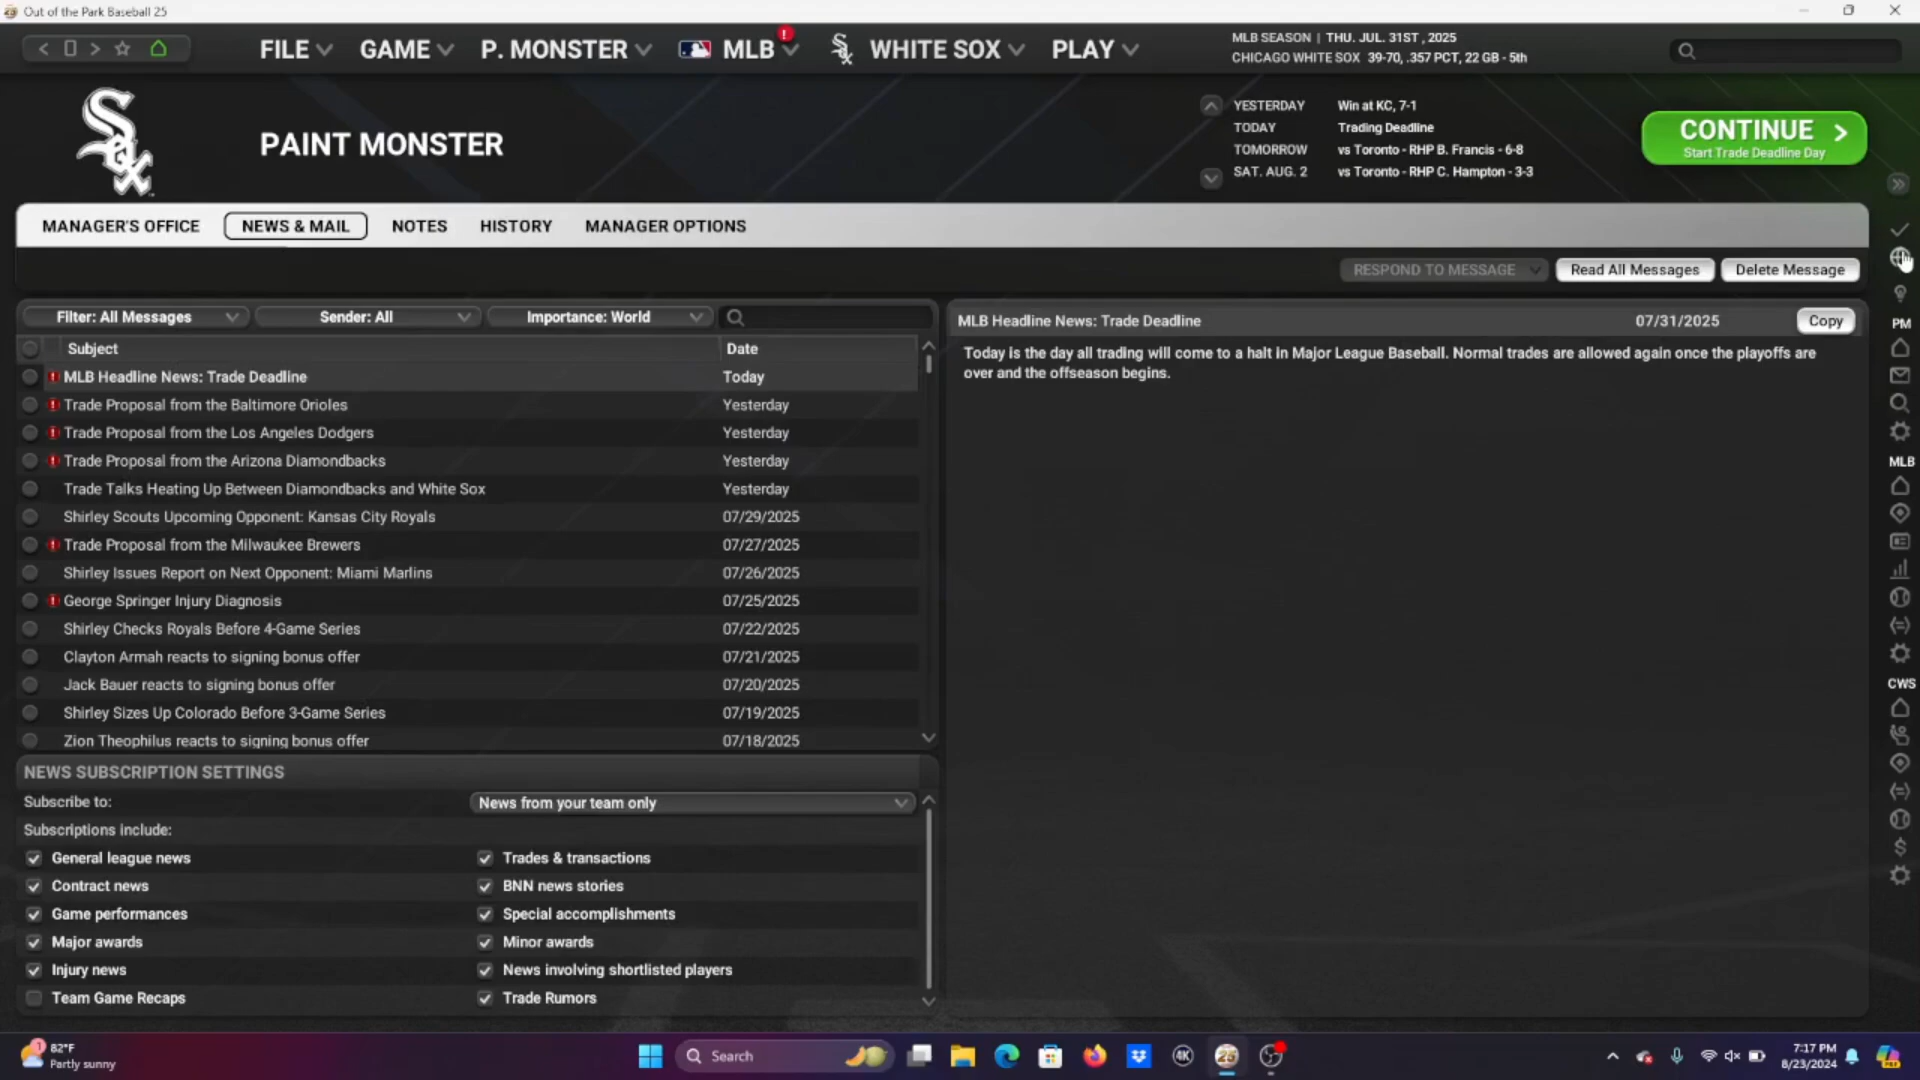 Out of the Park Baseball 25
FILE GAME P. MONSTER MLB WHITE SOX PLAY
MLB SEASON | THU. JUL. 31ST , 2025
CHICAGO WHITE SOX 39-70, .357 PCT, 22 GB - 5th
Sox
PAINT MONSTER
YESTERDAY Win at KC, 7-1
TODAY Trading Deadline
TOMORROW vs Toronto - RHP B. Francis - 6-8
SAT. AUG. 2 vs Toronto - RHP C. Hampton - 3-3
CONTINUE
Start Trade Deadline Day
MANAGER'S OFFICE NEWS & MAIL NOTES HISTORY MANAGER OPTIONS
RESPOND TO MESSAGE Read All Messages Delete Message
Filter: All Messages Sender: All Importance: World
Subject Date
MLB Headline News: Trade Deadline Today
Trade Proposal from the Baltimore Orioles Yesterday
Trade Proposal from the Los Angeles Dodgers Yesterday
Trade Proposal from the Arizona Diamondbacks Yesterday
Trade Talks Heating Up Between Diamondbacks and White Sox Yesterday
Shirley Scouts Upcoming Opponent: Kansas City Royals 07/29/2025
Trade Proposal from the Milwaukee Brewers 07/27/2025
Shirley Issues Report on Next Opponent: Miami Marlins 07/26/2025
George Springer Injury Diagnosis 07/25/2025
Shirley Checks Royals Before 4-Game Series 07/22/2025
Clayton Armah reacts to signing bonus offer 07/21/2025
Jack Bauer reacts to signing bonus offer 07/20/2025
Shirley Sizes Up Colorado Before 3-Game Series 07/19/2025
Zion Theophilus reacts to signing bonus offer 07/18/2025
MLB Headline News: Trade Deadline 07/31/2025 Copy
Today is the day all trading will come to a halt in Major League Baseball. Normal trades are allowed again once the playoffs are
over and the offseason begins.
NEWS SUBSCRIPTION SETTINGS
Subscribe to: News from your team only
Subscriptions include:
General league news Trades & transactions
Contract news BNN news stories
Game performances Special accomplishments
Major awards Minor awards
Injury news News involving shortlisted players
Team Game Recaps Trade Rumors
PM
MLB
CWS
1
82°F
Partly sunny
Search
4K
25
7:17 PM
8/23/2024